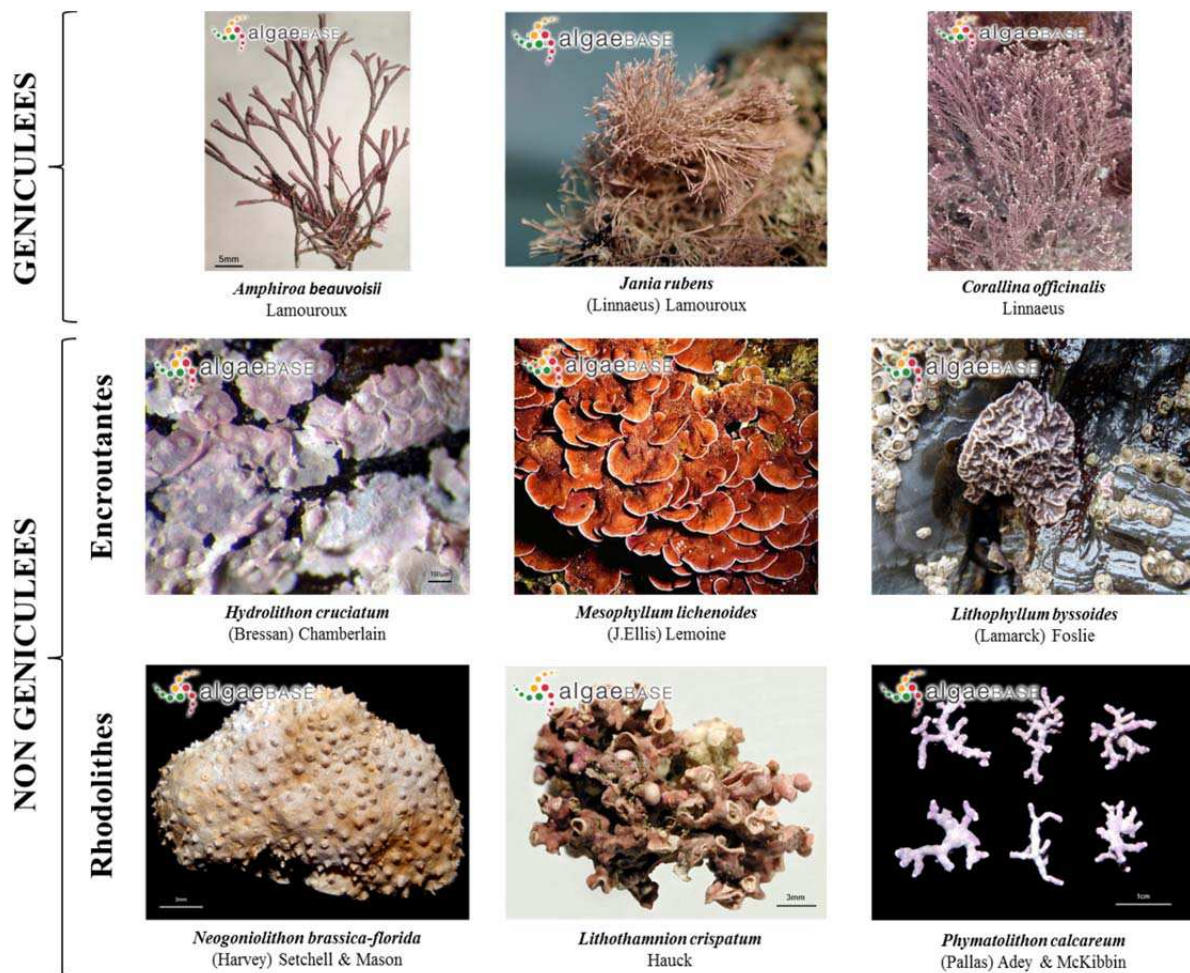 GENICULEES
algaeBASE
algaeBASE
algaeBASE
5mm
Amphiroa beauvoisii
Lamouroux
Jania rubens
(Linnaeus) Lamouroux
Corallina officinalis
Linnaeus
NON GENICULEES
Encroutantes
algaeBASE
algaeBASE
algaeBASE
Hydrolithon cruciatum
(Bressan) Chamberlain
Mesophyllum lichenoides
(J.Ellis) Lemoine
Lithophyllum byssoides
(Lamarck) Foslie
Rhodolithes
algaeBASE
algaeBASE
algaeBASE
3mm
1cm
Neogoniolithon brassica-florida
(Harvey) Setchell & Mason
Lithothamnion crispatum
Hauck
Phymatolithon calcareum
(Pallas) Adey & McKibbin